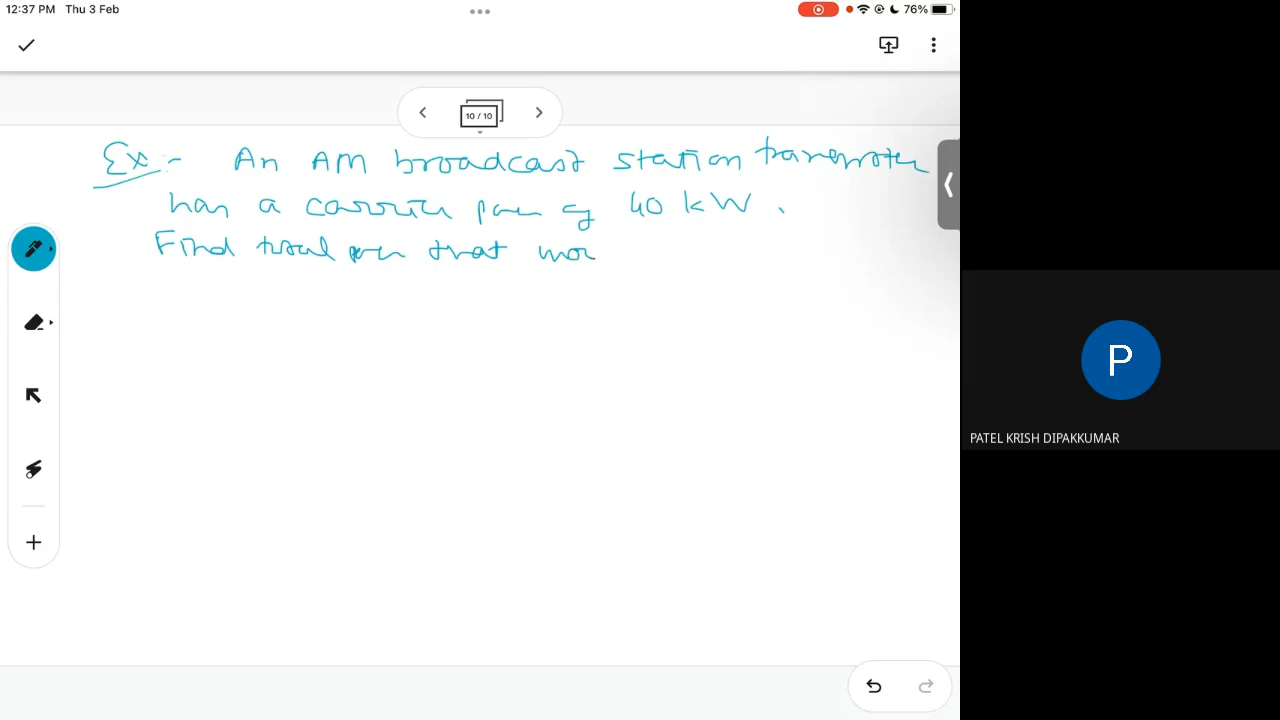 12:37 PM Thu 3 Feb
76%
10 / 10
Ex:- An AM broadcast station transmitter
has a carrier power of 40 kW.
Find total power that wou
P
PATEL KRISH DIPAKKUMAR